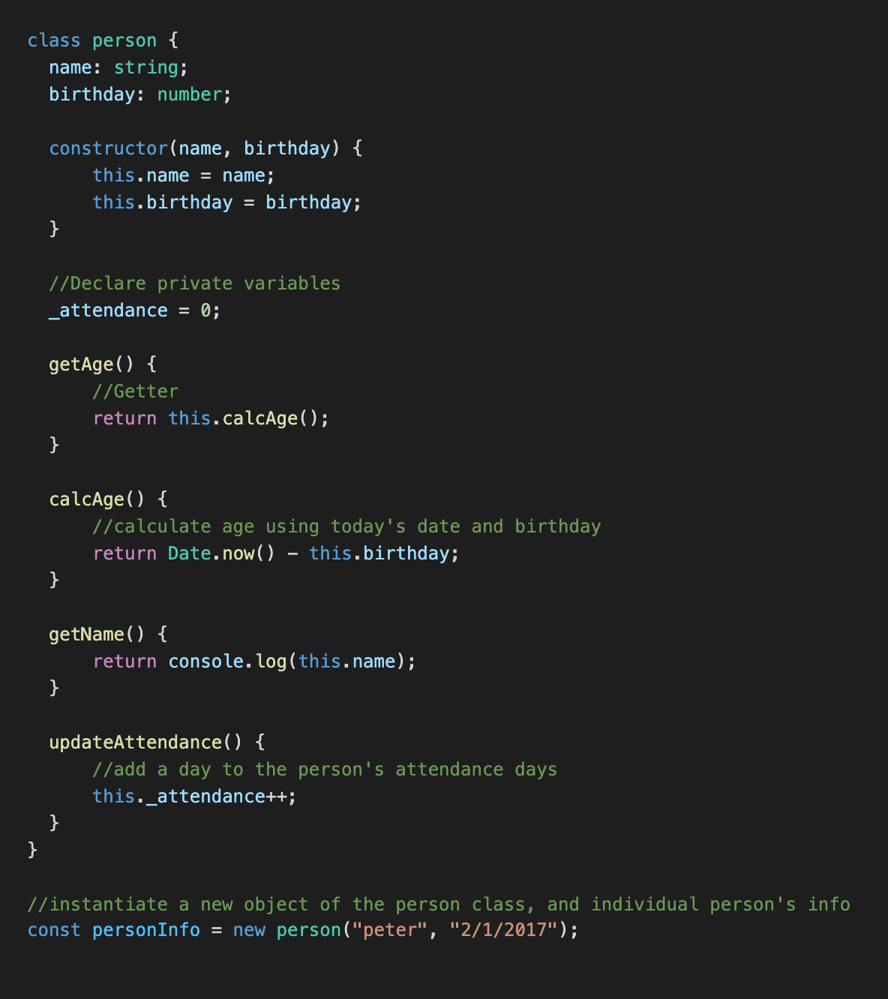 class person {
name: string;
birthday: number;
constructor(name, birthday) {
this.name = name;
this.birthday = birthday;
}
//Declare private variables
_attendance = 0;
getAge() {
//Getter
return this.calcAge();
}
calcAge() {
//calculate age using today's date and birthday
return Date.now() - this.birthday;
}
getName() {
return console.log(this.name);
}
updateAttendance() {
//add a day to the person's attendance days
this._attendance++;
}
}
//instantiate a new object of the person class, and individual person's info
const personInfo = new person("peter", "2/1/2017");